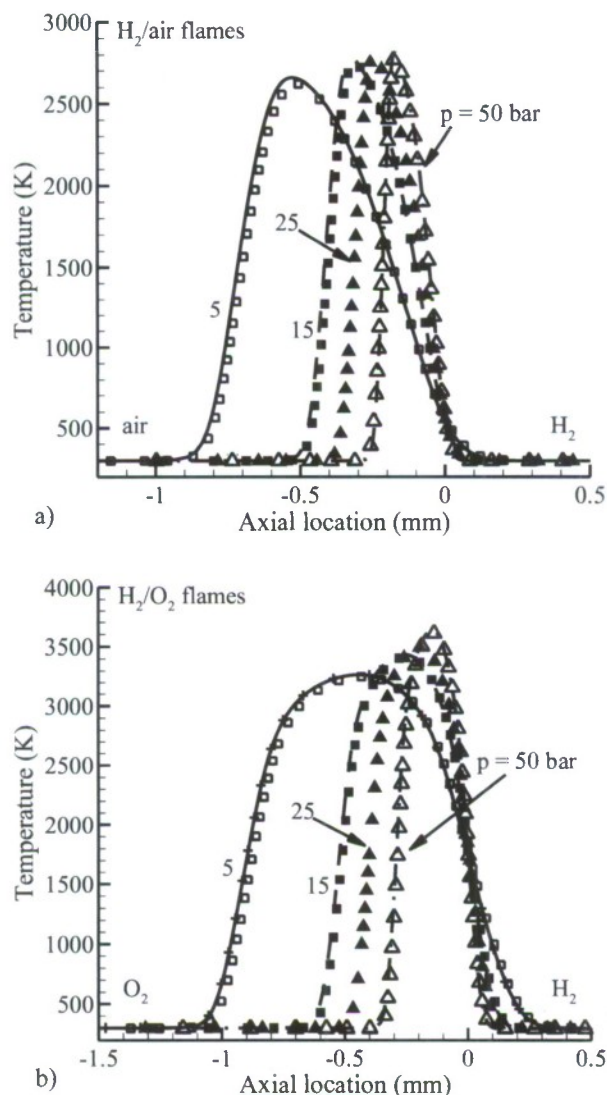 H2/air flames
3000
2500
2000
1500
1000
500
Temperature (K)
p = 50 bar
25
5
15
air
H2
-1
-0.5
0
0.5
Axial location (mm)
a)
H2/O2 flames
4000
3500
3000
2500
2000
1500
1000
500
Temperature (K)
p = 50 bar
25
5
15
O2
H2
-1.5
-1
-0.5
0
0.5
Axial location (mm)
b)